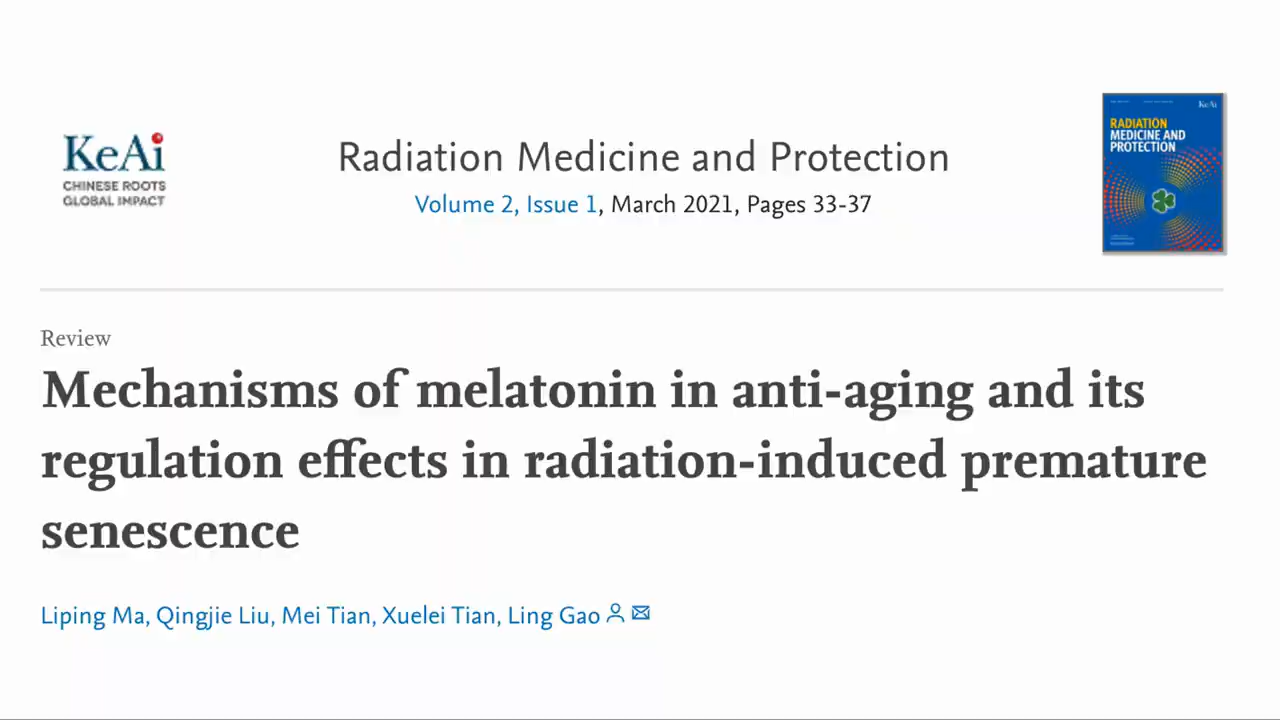 KeAi
CHINESE ROOTS
GLOBAL IMPACT
Radiation Medicine and Protection
Volume 2, Issue 1, March 2021, Pages 33-37
KeAi
RADIATION
MEDICINE AND
PROTECTION
Review
Mechanisms of melatonin in anti-aging and its
regulation effects in radiation-induced premature
senescence
Liping Ma, Qingjie Liu, Mei Tian, Xuelei Tian, Ling Gao